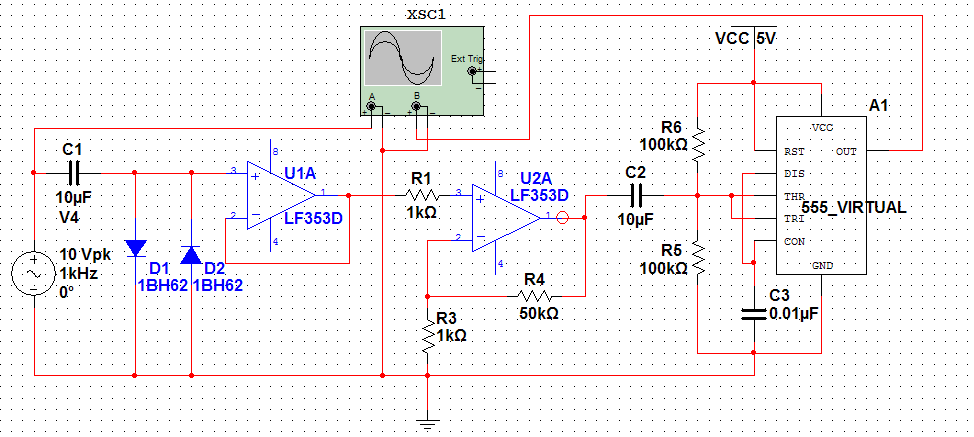 XSC1
Ext Trig
+
−
A
B
+ − + −
VCC 5V
A1
VCC
RST OUT
DIS
THR
555_VIRTUAL
TRI
CON
GND
R6
100kΩ
C1
10µF
V4
10 Vpk
1kHz
0°
D1
1BH62
D2
1BH62
3
8
U1A
1
LF353D
2
4
R1
1kΩ
3
8
U2A
LF353D
1
2
4
C2
10µF
R5
100kΩ
R4
50kΩ
R3
1kΩ
C3
0.01µF